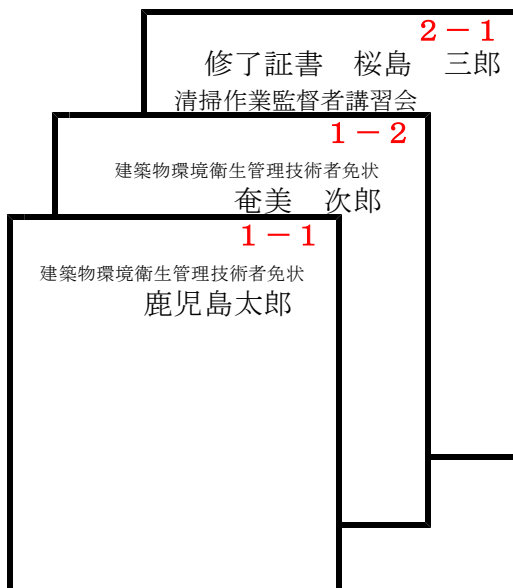 2－1
修了証書　桜島　三郎
清掃作業監督者講習会
1－2
建築物環境衛生管理技術者免状
奄美　次郎
1－1
建築物環境衛生管理技術者免状
鹿児島太郎